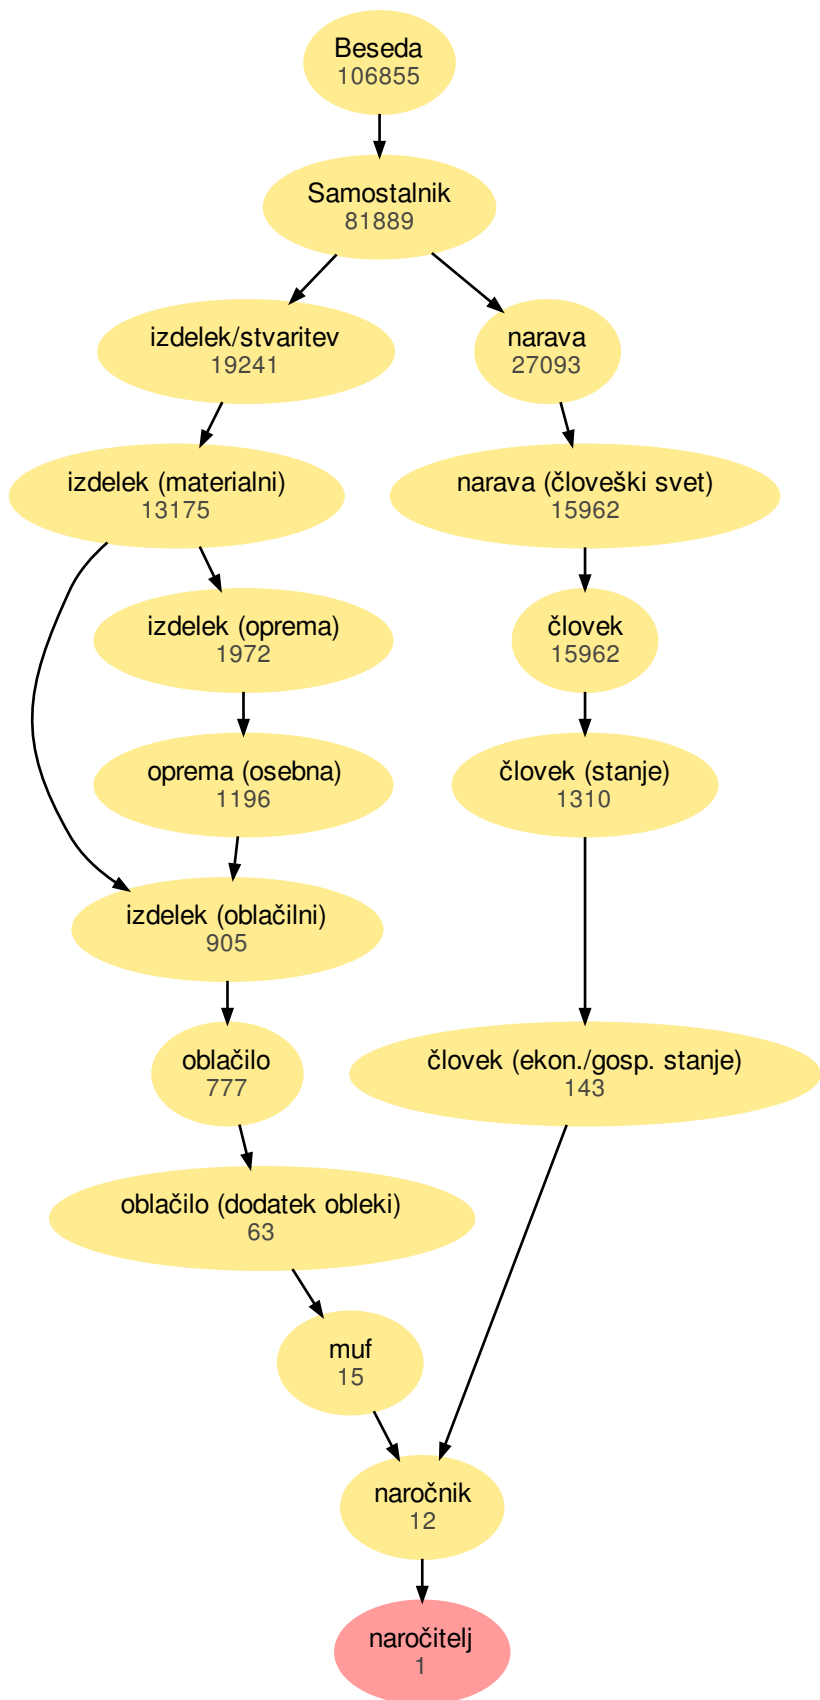 Beseda
106855
Samostalnik
81889
izdelek/stvaritev
19241
narava
27093
izdelek (materialni)
13175
narava (človeški svet)
15962
izdelek (oprema)
1972
človek
15962
oprema (osebna)
1196
človek (stanje)
1310
izdelek (oblačilni)
905
oblačilo
777
človek (ekon./gosp. stanje)
143
oblačilo (dodatek obleki)
63
muf
15
naročnik
12
naročitelj
1